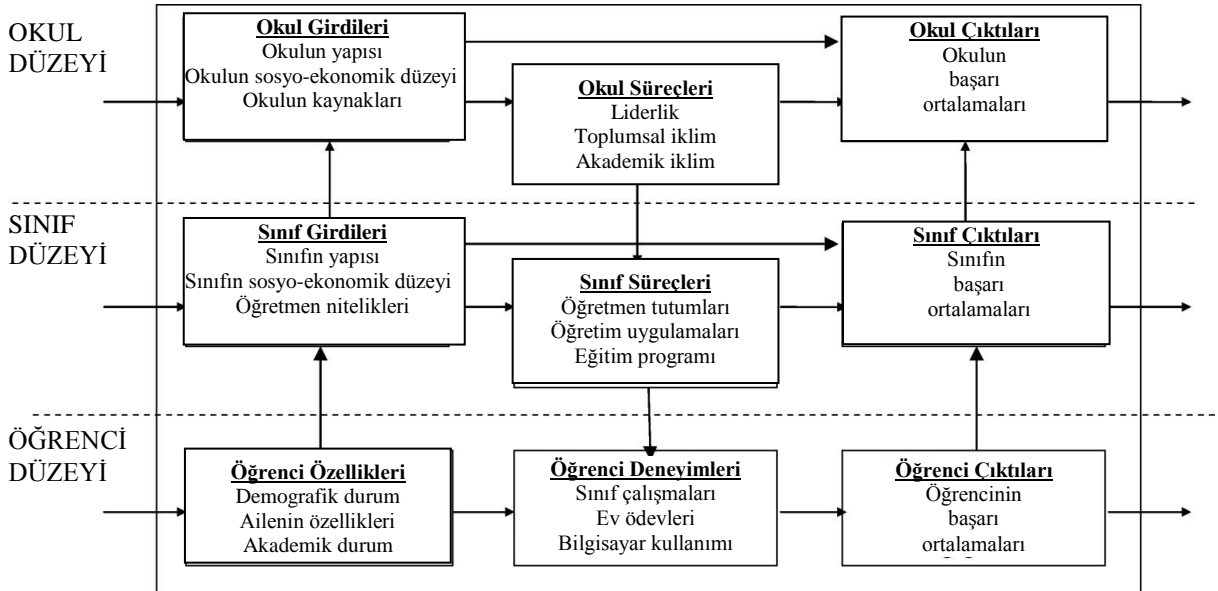 OKUL
DÜZEYİ
Okul Girdileri
Okulun yapısı
Okulun sosyo-ekonomik düzeyi
Okulun kaynakları
Okul Süreçleri
Liderlik
Toplumsal iklim
Akademik iklim
Okul Çıktıları
Okulun
başarı
ortalamaları
SINIF
DÜZEYİ
Sınıf Girdileri
Sınıfın yapısı
Sınıfın sosyo-ekonomik düzeyi
Öğretmen nitelikleri
Sınıf Süreçleri
Öğretmen tutumları
Öğretim uygulamaları
Eğitim programı
Sınıf Çıktıları
Sınıfın
başarı
ortalamaları
ÖĞRENCİ
DÜZEYİ
Öğrenci Özellikleri
Demografik durum
Ailenin özellikleri
Akademik durum
Öğrenci Deneyimleri
Sınıf çalışmaları
Ev ödevleri
Bilgisayar kullanımı
Öğrenci Çıktıları
Öğrencinin
başarı
ortalamaları